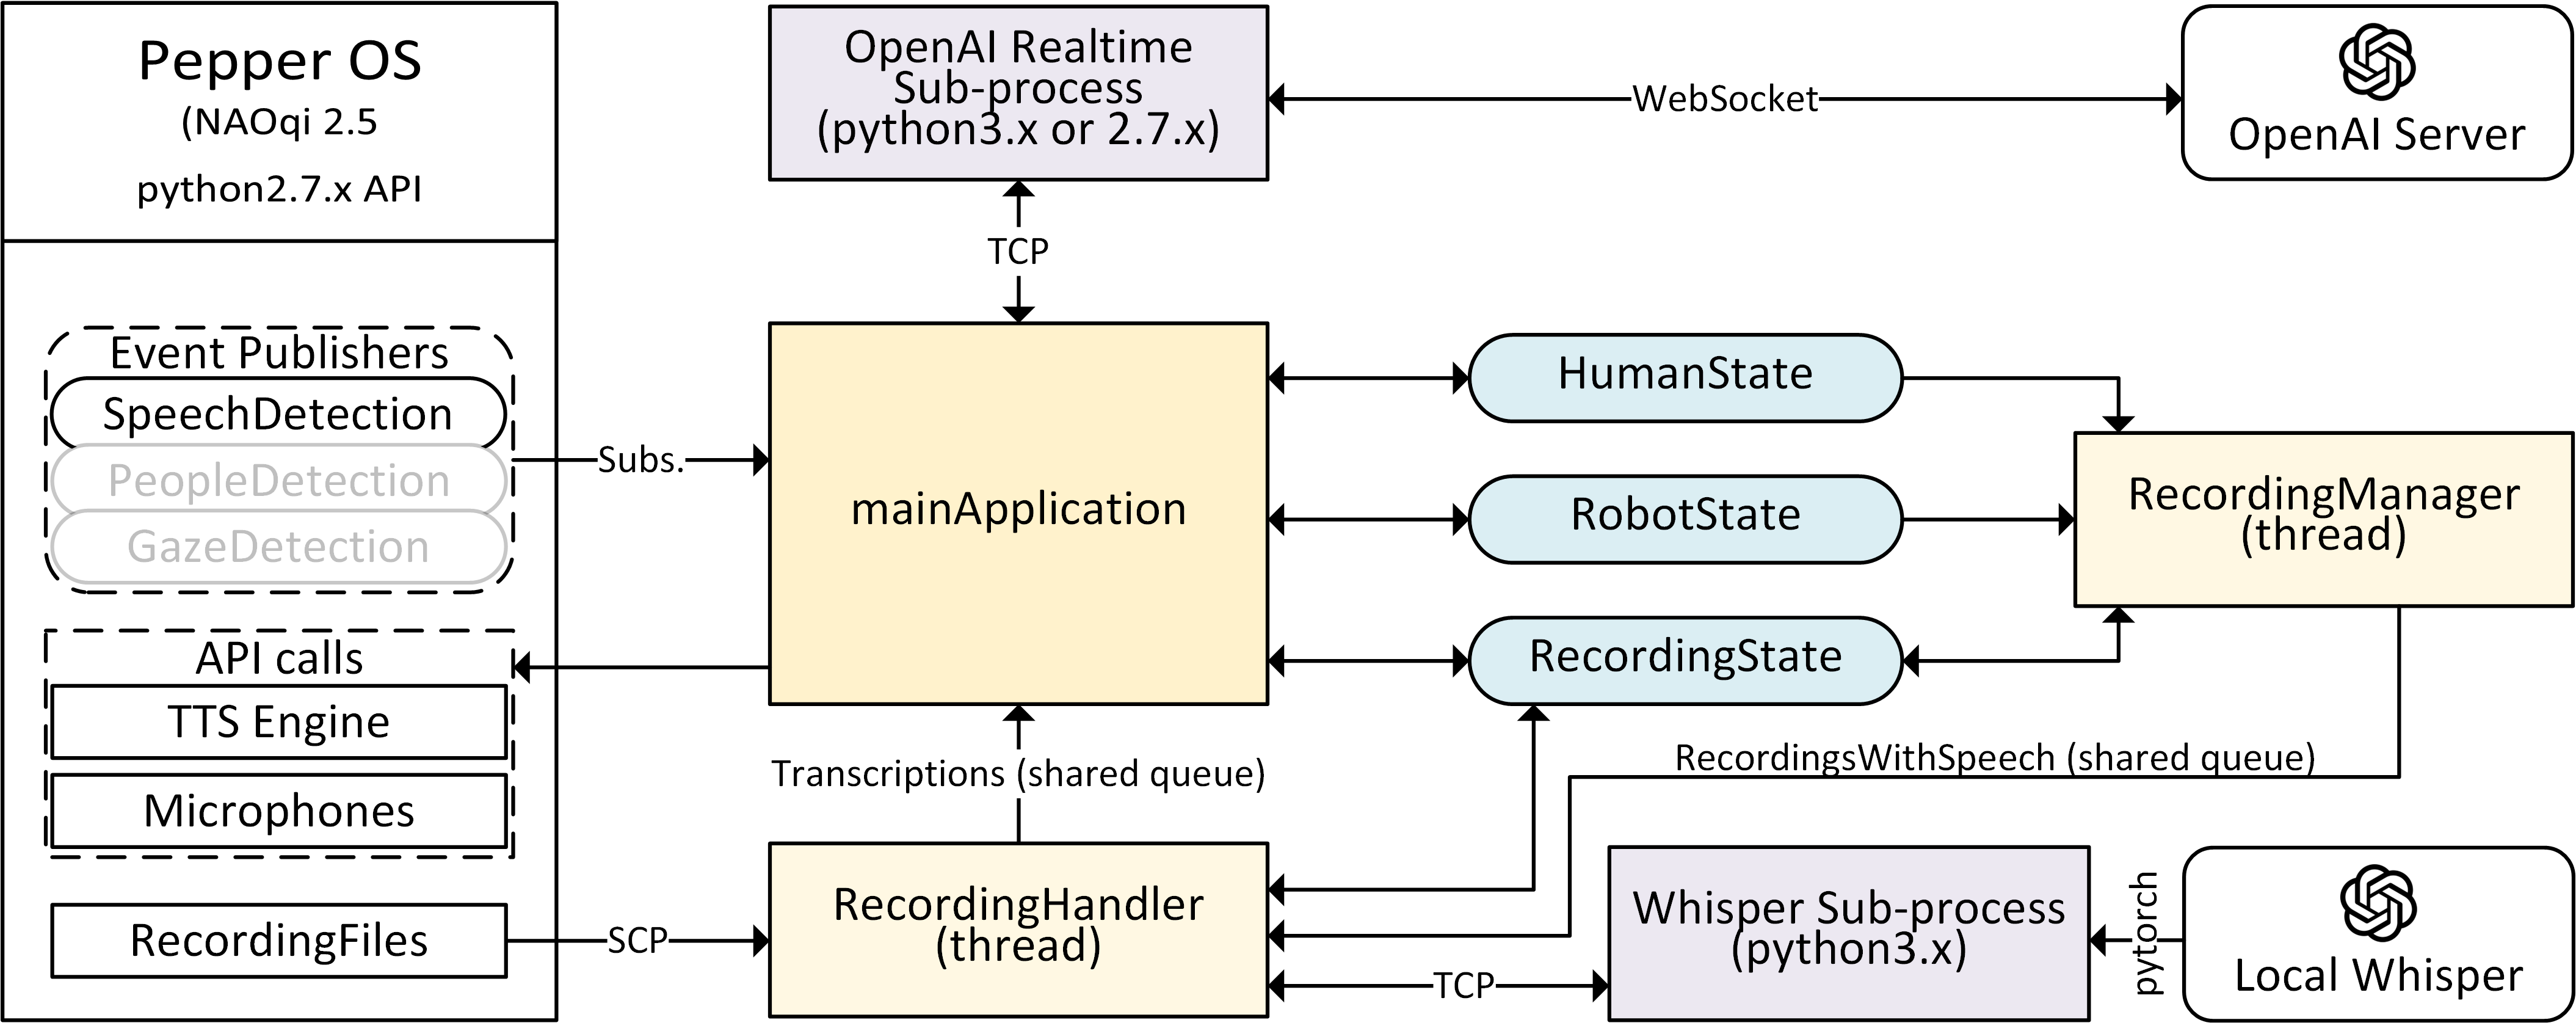 Pepper OS
(NAOqi 2.5
python2.7.x API
Event Publishers
SpeechDetection
PeopleDetection
GazeDetection
API calls
TTS Engine
Microphones
RecordingFiles
Subs.
SCP
OpenAI Realtime
Sub-process
(python3.x or 2.7.x)
TCP
mainApplication
Transcriptions (shared queue)
RecordingHandler
(thread)
WebSocket
OpenAI Server
HumanState
RobotState
RecordingState
RecordingManager
(thread)
RecordingsWithSpeech (shared queue)
TCP
Whisper Sub-process
(python3.x)
pytorch
Local Whisper